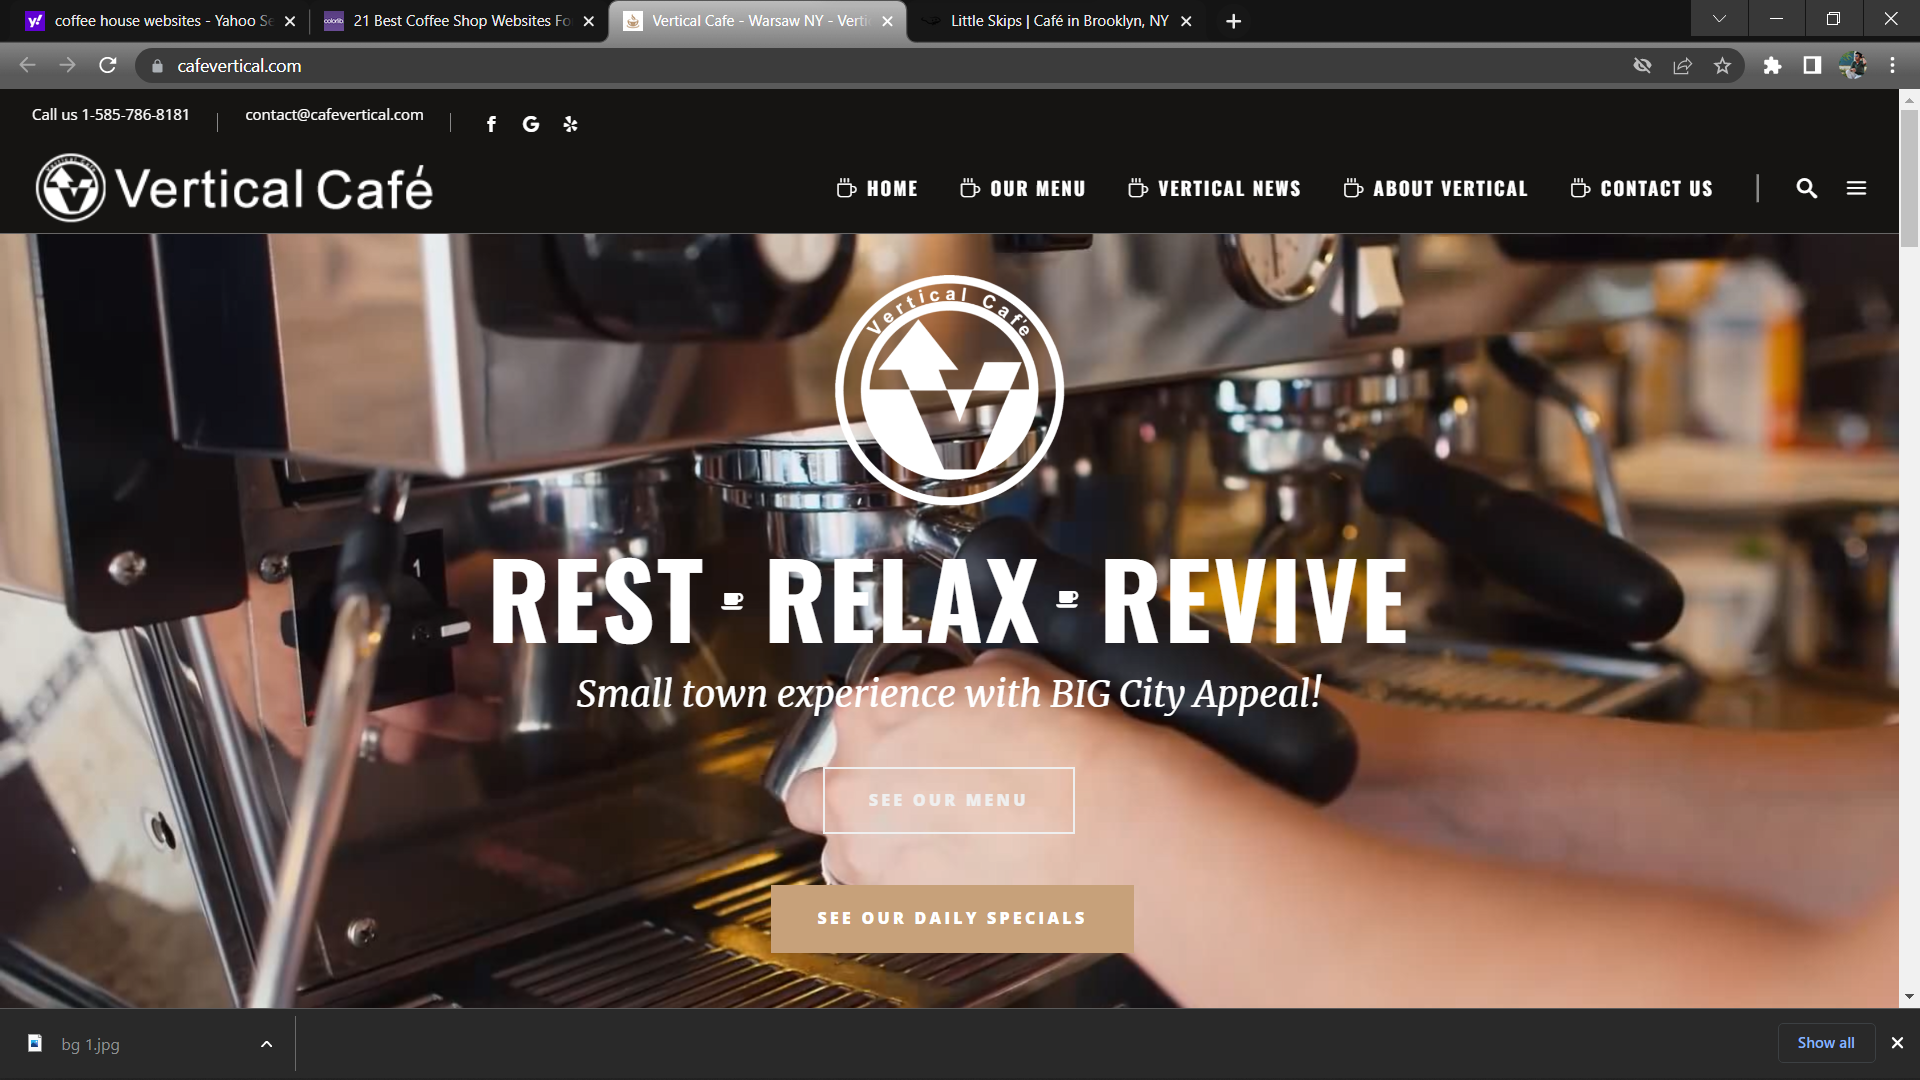 coffee house websites - Yahoo Se
21 Best Coffee Shop Websites Fo
Vertical Cafe - Warsaw NY - Verti
Little Skips | Café in Brooklyn, NY
cafevertical.com
Call us 1-585-786-8181
contact@cafevertical.com
Vertical Café
HOME
OUR MENU
VERTICAL NEWS
ABOUT VERTICAL
CONTACT US
Vertical Cafe
1
REST RELAX REVIVE
Small town experience with BIG City Appeal!
SEE OUR MENU
SEE OUR DAILY SPECIALS
bg 1.jpg
Show all